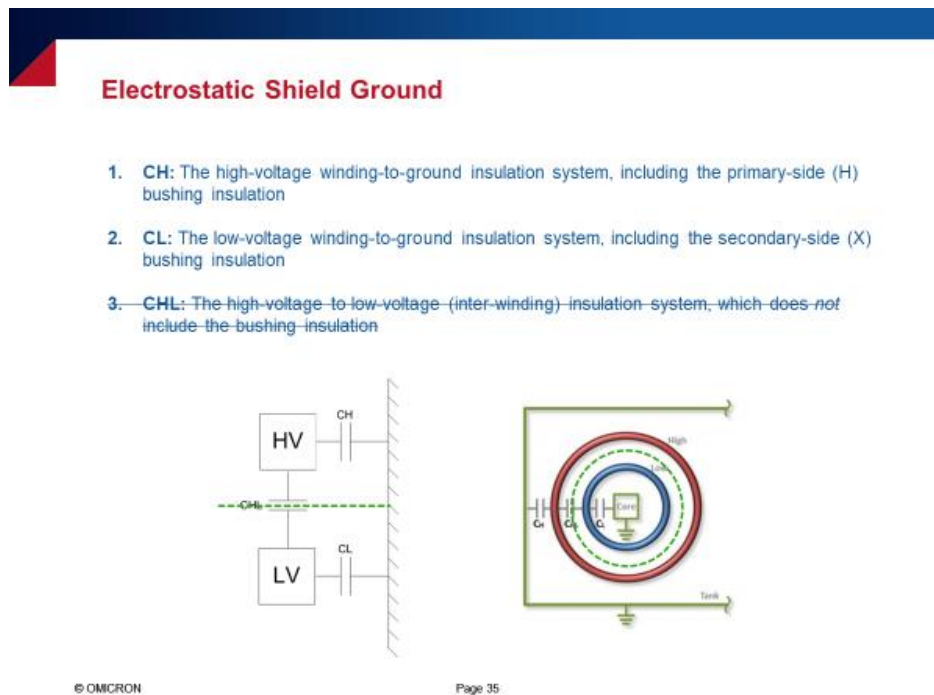 Electrostatic Shield Ground
1. CH: The high-voltage winding-to-ground insulation system, including the primary-side (H)
bushing insulation
2. CL: The low-voltage winding-to-ground insulation system, including the secondary-side (X)
bushing insulation
3. CHL: The high-voltage to low-voltage (inter-winding) insulation system, which does not
include the bushing insulation
CH
HV
CHL
CL
LV
High
Low
Core
CH
CL
Tank
© OMICRON
Page 35